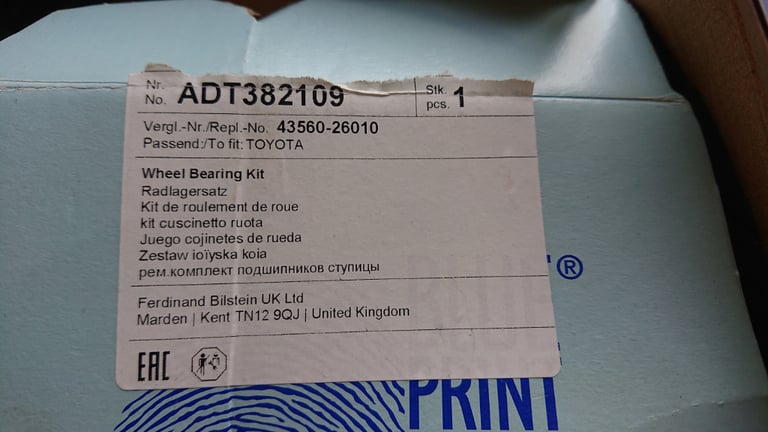 Nr.
No. ADT382109
Stk.
pcs. 1
Vergl.-Nr./Repl.-No. 43560-26010
Passend:/To fit: TOYOTA
Wheel Bearing Kit
Radlagersatz
Kit de roulement de roue
kit cuscinetto ruota
Juego cojinetes de rueda
Zestaw ioïyska koia
рем.комплект подшипников ступицы
Ferdinand Bilstein UK Ltd
Marden | Kent TN12 9QJ | United Kingdom
EAC
BLUE ®
PRINT